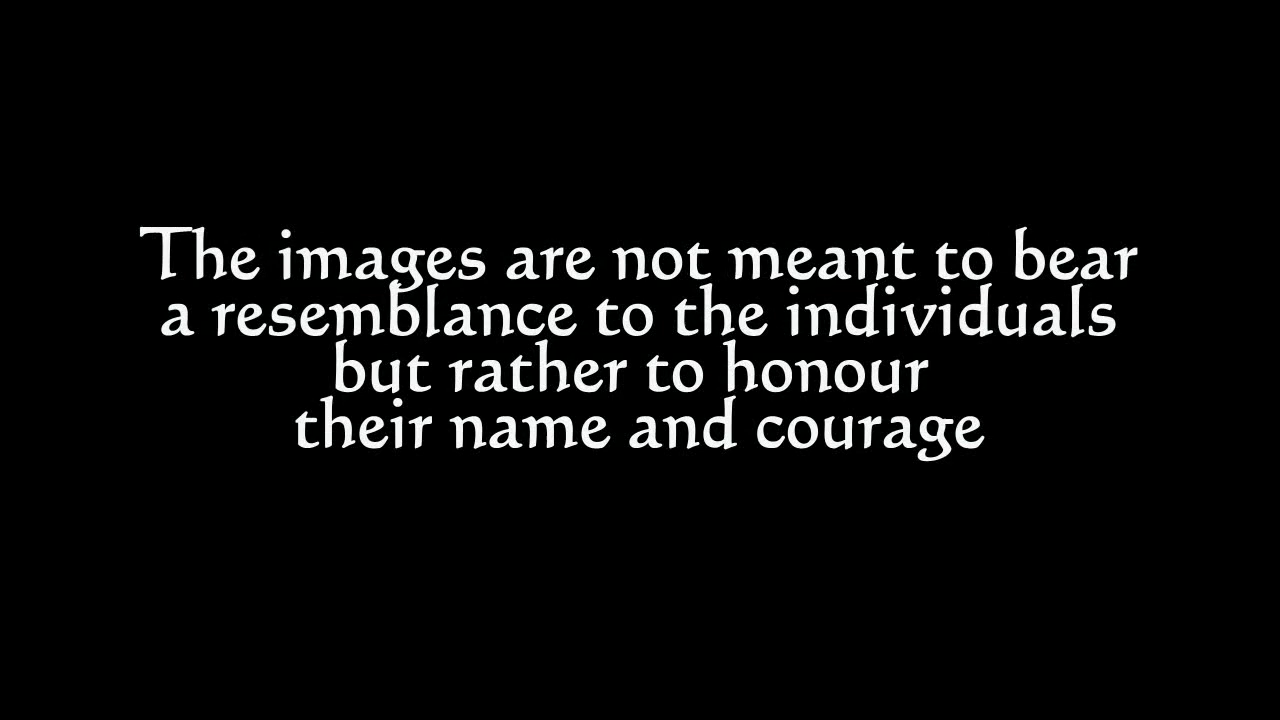 The images are not meant to bear
a resemblance to the individuals
but rather to honour
their name and courage